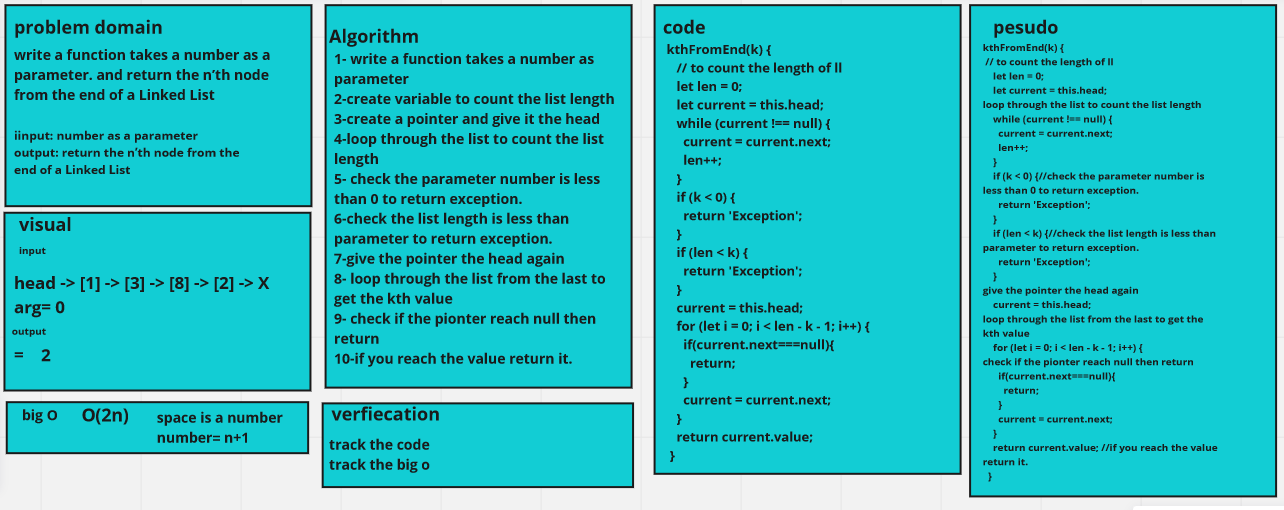 problem domain
write a function takes a number as a
parameter. and return the n'th node
from the end of a Linked List
iinput: number as a parameter
output: return the n'th node from the
end of a Linked List
visual
input
head -> [1] -> [3] -> [8] -> [2] -> X
arg= 0
output
= 2
big O O(2n) space is a number
number= n+1
Algorithm
1- write a function takes a number as
parameter
2-create variable to count the list length
3-create a pointer and give it the head
4-loop through the list to count the list
length
5- check the parameter number is less
than 0 to return exception.
6-check the list length is less than
parameter to return exception.
7-give the pointer the head again
8- loop through the list from the last to
get the kth value
9- check if the pionter reach null then
return
10-if you reach the value return it.
verfiecation
track the code
track the big o
code
kthFromEnd(k) {
// to count the length of ll
let len = 0;
let current = this.head;
while (current !== null) {
current = current.next;
len++;
}
if (k < 0) {
return 'Exception';
}
if (len < k) {
return 'Exception';
}
current = this.head;
for (let i = 0; i < len - k - 1; i++) {
if(current.next===null){
return;
}
current = current.next;
}
return current.value;
}
pesudo
kthFromEnd(k) {
// to count the length of ll
let len = 0;
let current = this.head;
loop through the list to count the list length
while (current !== null) {
current = current.next;
len++;
}
if (k < 0) {//check the parameter number is
less than 0 to return exception.
return 'Exception';
}
if (len < k) {//check the list length is less than
parameter to return exception.
return 'Exception';
}
give the pointer the head again
current = this.head;
loop through the list from the last to get the
kth value
for (let i = 0; i < len - k - 1; i++) {
check if the pionter reach null then return
if(current.next===null){
return;
}
current = current.next;
}
return current.value; //if you reach the value
return it.
}